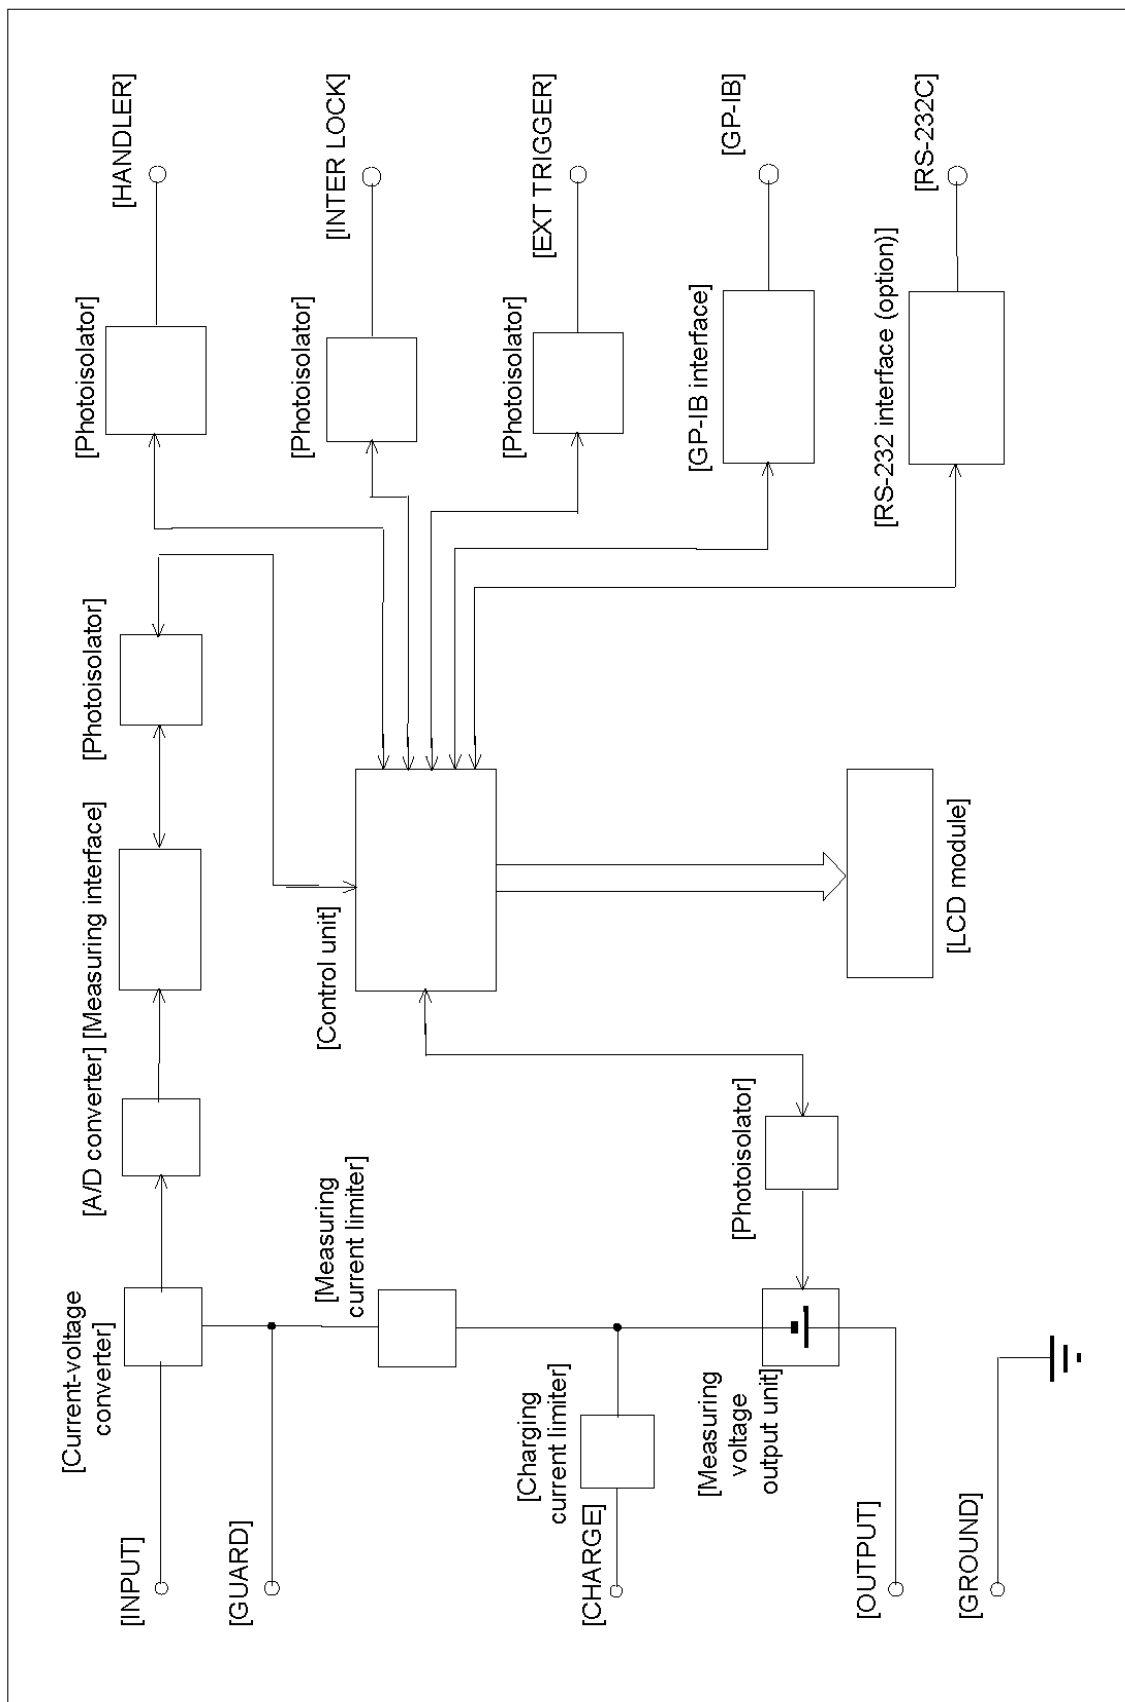 [INPUT]
[Current-voltage
converter]
[A/D converter]
[Measuring interface]
[Photoisolator]
[Photoisolator]
[HANDLER]
[GUARD]
[Measuring
current limiter]
[Control unit]
[Photoisolator]
[INTER LOCK]
[CHARGE]
[Charging
current limiter]
[Photoisolator]
[EXT TRIGGER]
[Measuring
voltage
output unit]
[Photoisolator]
[GP-IB interface]
[GP-IB]
[OUTPUT]
[RS-232 interface (option)]
[RS-232C]
[GROUND]
[LCD module]